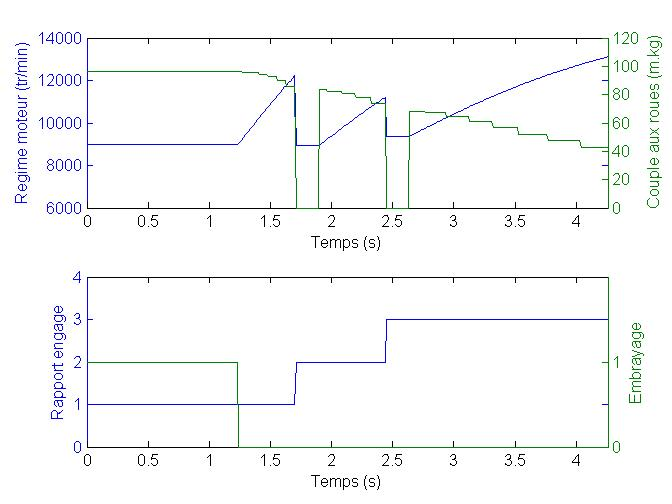 14000
12000
10000
8000
6000
Regime moteur (tr/min)
120
100
80
60
40
20
0
Couple aux roues (m.kg)
0 0.5 1 1.5 2 2.5 3 3.5 4
Temps (s)
4
3
2
1
0
Rapport engage
1
0
Embrayage
0 0.5 1 1.5 2 2.5 3 3.5 4
Temps (s)